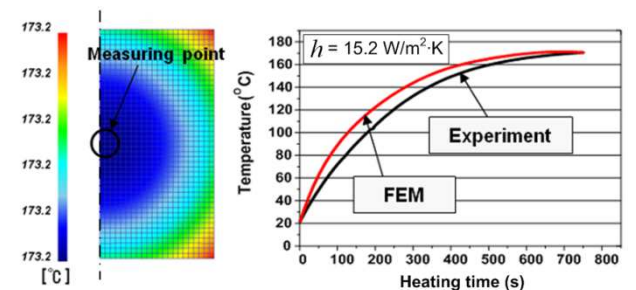 173.2
173.2
173.2
173.2
173.2
173.2
[℃]
Measuring point
h = 15.2 W/m²·K
Temperature(°C)
180
160
140
120
100
80
60
40
20
0
Experiment
FEM
0 100 200 300 400 500 600 700 800
Heating time (s)